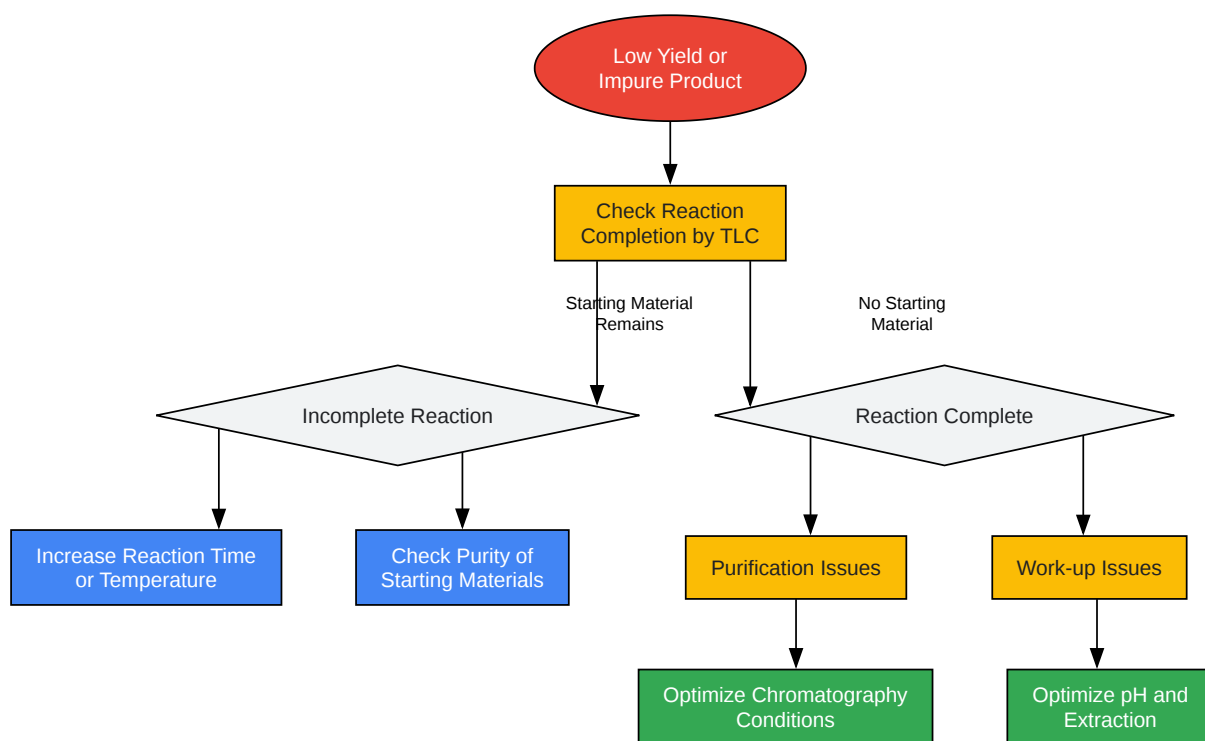 Low Yield or
Impure Product
Check Reaction
Completion by TLC
Starting Material
Remains
No Starting
Material
Incomplete Reaction
Reaction Complete
Increase Reaction Time
or Temperature
Check Purity of
Starting Materials
Purification Issues
Work-up Issues
Optimize Chromatography
Conditions
Optimize pH and
Extraction